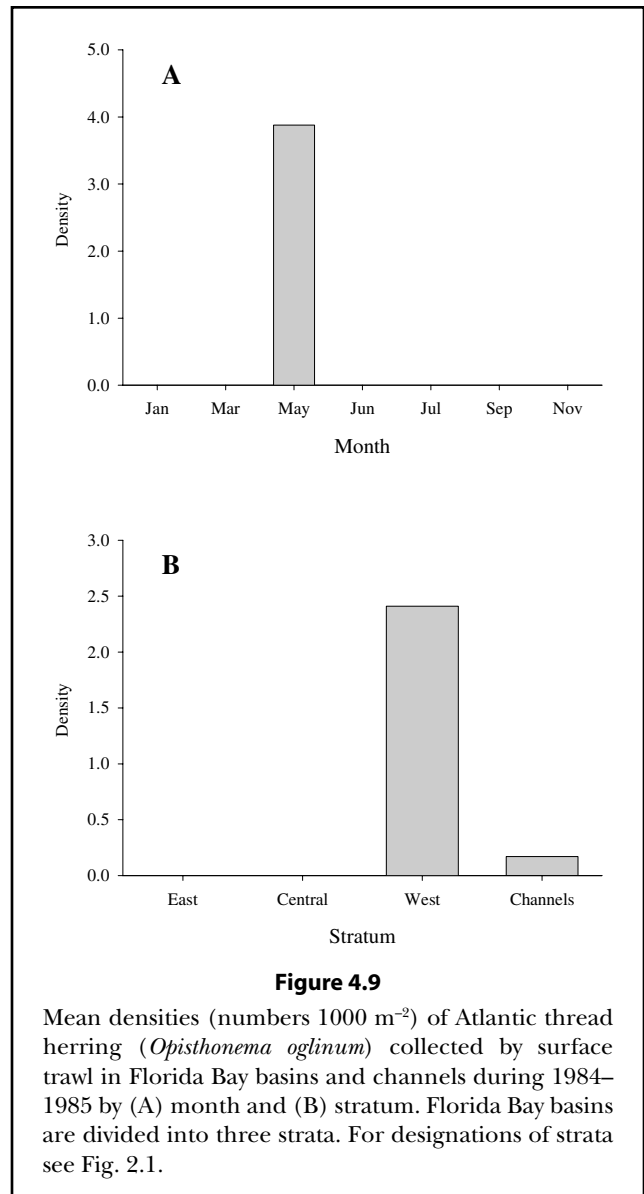 A
5.0
4.0
3.0
2.0
1.0
0.0
Density
Jan Mar May Jun Jul Sep Nov
Month
B
3.0
2.5
2.0
1.5
1.0
0.5
0.0
Density
East Central West Channels
Stratum
Figure 4.9
Mean densities (numbers 1000 m⁻²) of Atlantic thread
herring (Opisthonema oglinum) collected by surface
trawl in Florida Bay basins and channels during 1984–
1985 by (A) month and (B) stratum. Florida Bay basins
are divided into three strata. For designations of strata
see Fig. 2.1.